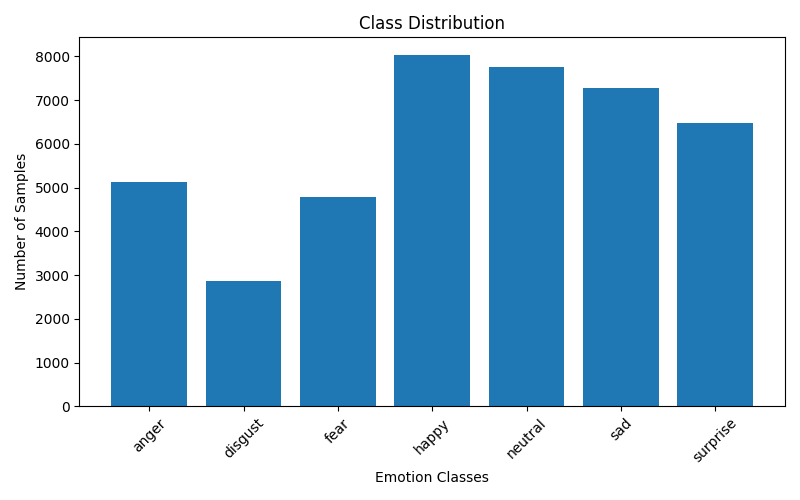 Class Distribution
Number of Samples
8000
7000
6000
5000
4000
3000
2000
1000
0
anger
disgust
fear
happy
neutral
sad
surprise
Emotion Classes